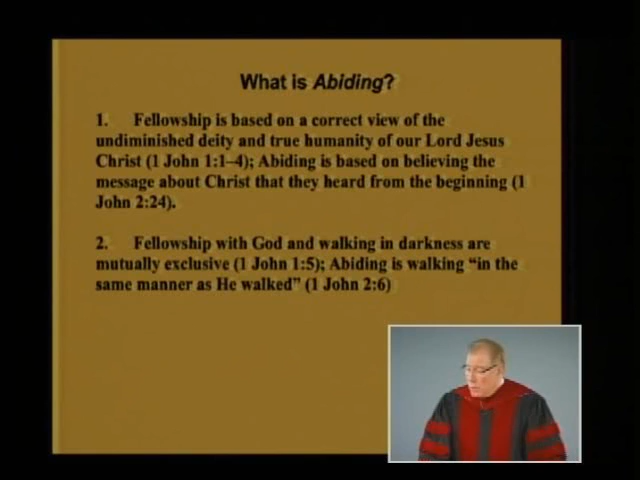 What is Abiding?
1. Fellowship is based on a correct view of the
undiminished deity and true humanity of our Lord Jesus
Christ (1 John 1:1–4); Abiding is based on believing the
message about Christ that they heard from the beginning (1
John 2:24).
2. Fellowship with God and walking in darkness are
mutually exclusive (1 John 1:5); Abiding is walking “in the
same manner as He walked” (1 John 2:6)